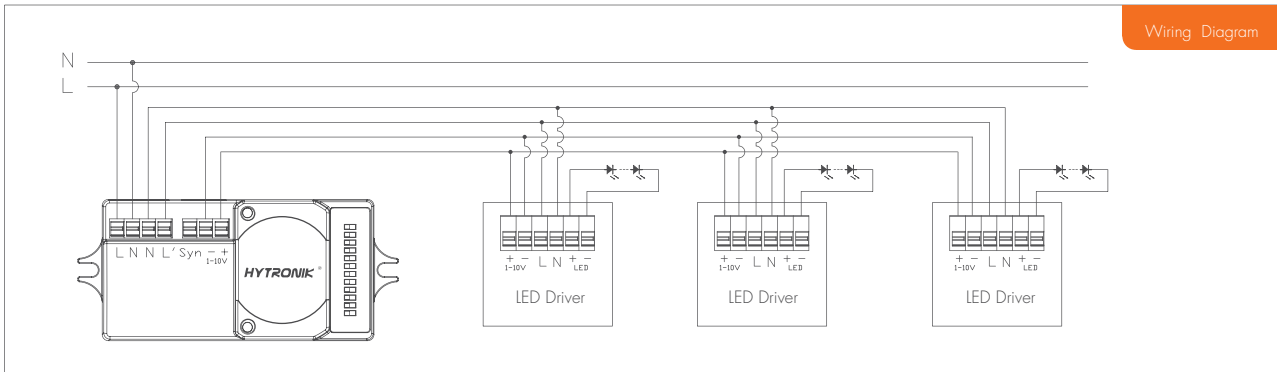 Wiring Diagram
N
L
L N N L' Syn - +
1-10V
HYTRONIK®
+ - L N + -
1-10V LED
LED Driver
+ - L N + -
1-10V LED
LED Driver
+ - L N + -
1-10V LED
LED Driver